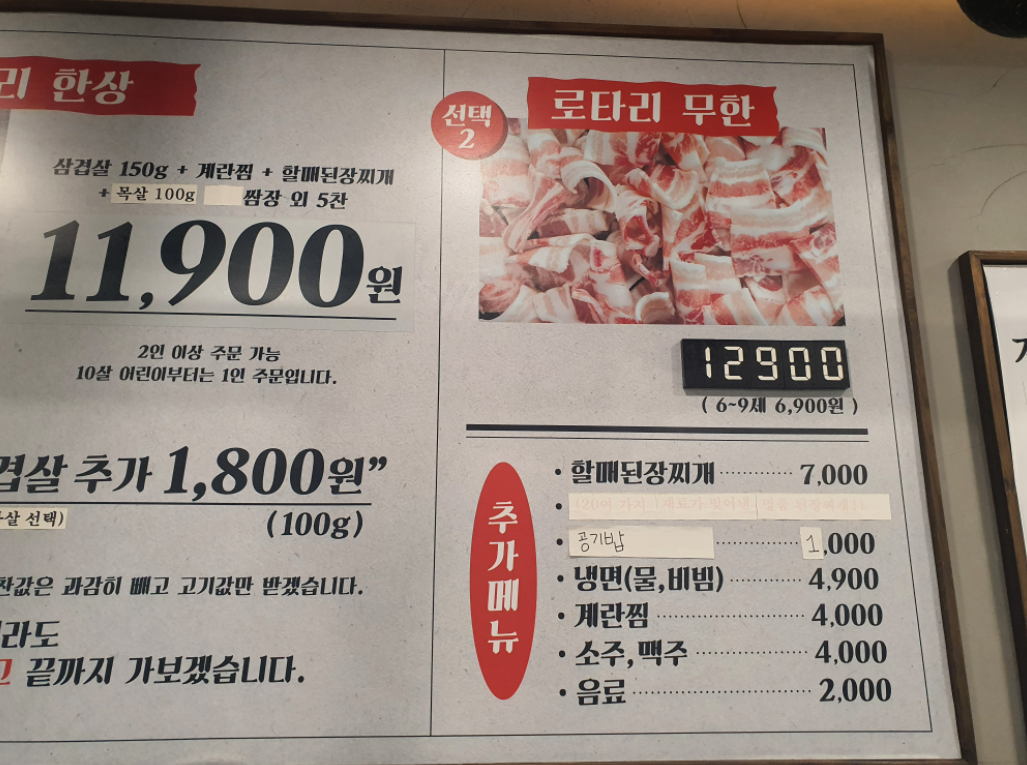 리 한상
삼겹살 150g + 계란찜 + 할매된장찌개
+ 목살 100g 쌈장 외 5찬
11,900원
2인 이상 주문 가능
10살 어린이부터는 1인 주문입니다.
겹살 추가 1,800원”
살 선택)
(100g)
찬값은 과감히 빼고 고기값만 받겠습니다.
라도
고 끝까지 가보겠습니다.
선택
2
로타리 무한
12900
( 6~9세 6,900원 )
추가메뉴
• 할매된장찌개 7,000
• 공기밥 1,000
• 냉면(물,비빔) 4,900
• 계란찜 4,000
• 소주,맥주 4,000
• 음료 2,000